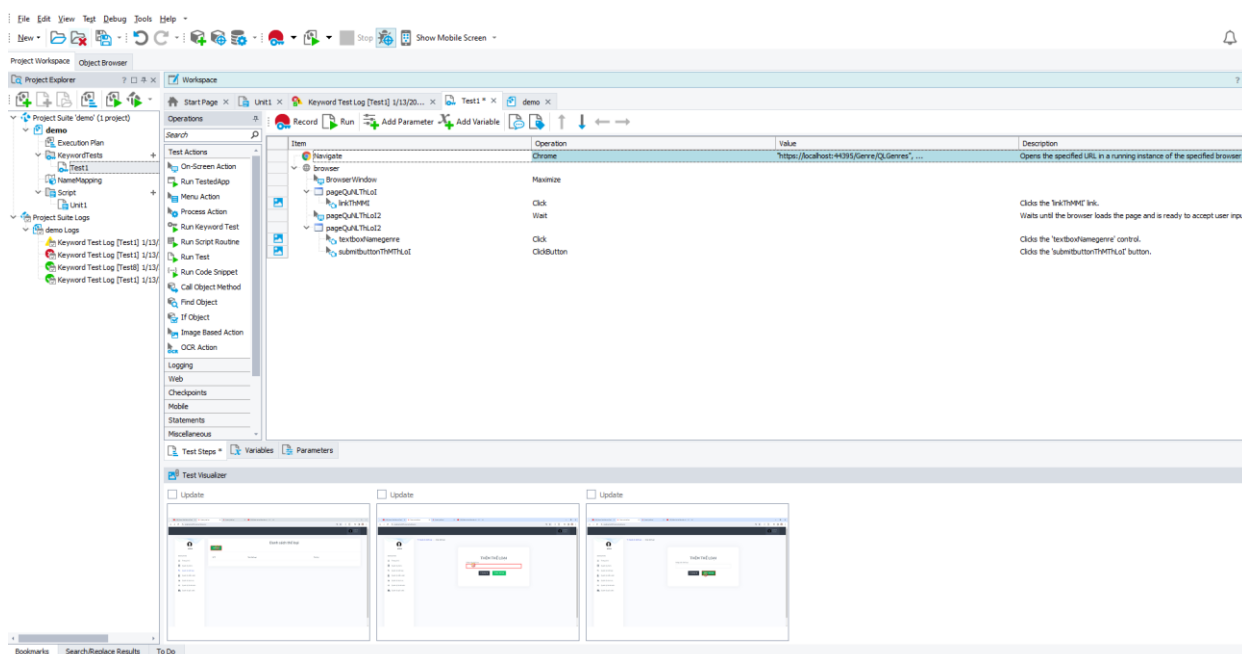 File Edit View Test Debug Tools Help
New Stop Show Mobile Screen
Project Workspace Object Browser
Project Explorer
Project Suite 'demo' (1 project)
demo
Execution Plan
KeywordTests
Test1
NameMapping
Script
Unit1
Project Suite Logs
demo Logs
Keyword Test Log [Test1] 1/13/
Keyword Test Log [Test1] 1/13/
Keyword Test Log [Test8] 1/13/
Keyword Test Log [Test1] 1/13/
Workspace
Start Page Unit1 Keyword Test Log [Test1] 1/13/20... Test1 * demo
Operations
Search
Test Actions
On-Screen Action
Run TestedApp
Menu Action
Process Action
Run Keyword Test
Run Script Routine
Run Test
Run Code Snippet
Call Object Method
Find Object
If Object
Image Based Action
OCR Action
Logging
Web
Checkpoints
Mobile
Statements
Miscellaneous
Record Run Add Parameter Add Variable
Item Operation Value Description
Navigate Chrome "https://localhost:44395/Genre/QLGenres", ... Opens the specified URL in a running instance of the specified browser
browser
BrowserWindow Maximize
pageQuNLThLoI
linkThMMI Click Clicks the 'linkThMMI' link.
pageQuNLThLoI2 Wait Waits until the browser loads the page and is ready to accept user inpu
pageQuNLThLoI2
textboxNamegenre Click Clicks the 'textboxNamegenre' control.
submitbuttonThMThLoI ClickButton Clicks the 'submitbuttonThMThLoI' button.
Test Steps * Variables Parameters
Test Visualizer
Update Update Update
THÊM THỂ LOẠI
THÊM THỂ LOẠI
Bookmarks Search/Replace Results To Do